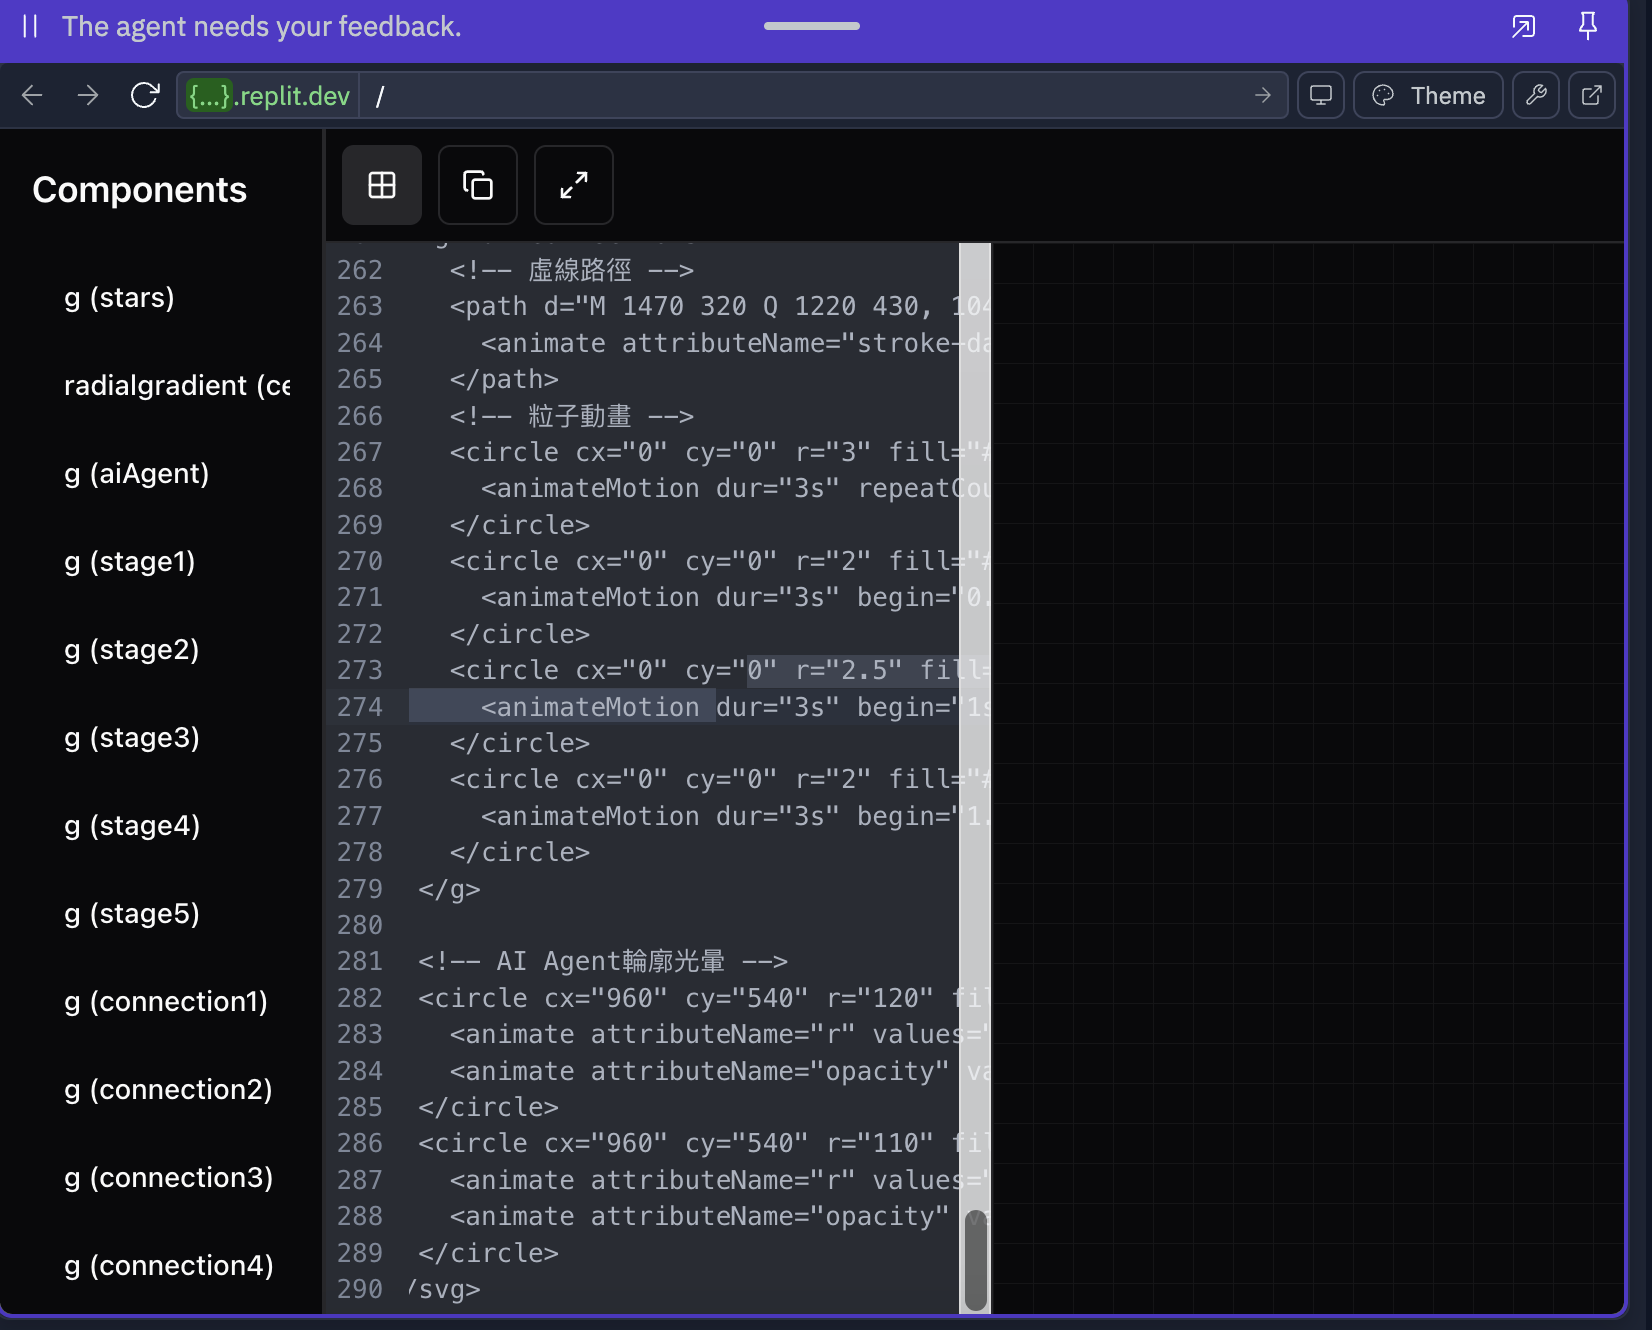 The agent needs your feedback.
{...}.replit.dev
/
Theme
Components
g (stars)
radialgradient (ce
g (aiAgent)
g (stage1)
g (stage2)
g (stage3)
g (stage4)
g (stage5)
g (connection1)
g (connection2)
g (connection3)
g (connection4)
262 <!-- 虛線路徑 -->
263 <path d="M 1470 320 Q 1220 430, 104
264 <animate attributeName="stroke-da
265 </path>
266 <!-- 粒子動畫 -->
267 <circle cx="0" cy="0" r="3" fill="#
268 <animateMotion dur="3s" repeatCou
269 </circle>
270 <circle cx="0" cy="0" r="2" fill="#
271 <animateMotion dur="3s" begin="0.
272 </circle>
273 <circle cx="0" cy="0" r="2.5" fill=
274 <animateMotion dur="3s" begin="1s
275 </circle>
276 <circle cx="0" cy="0" r="2" fill="#
277 <animateMotion dur="3s" begin="1.
278 </circle>
279 </g>
280
281 <!-- AI Agent輪廓光暈 -->
282 <circle cx="960" cy="540" r="120" fil
283 <animate attributeName="r" values="
284 <animate attributeName="opacity" va
285 </circle>
286 <circle cx="960" cy="540" r="110" fil
287 <animate attributeName="r" values="
288 <animate attributeName="opacity" va
289 </circle>
290 /svg>